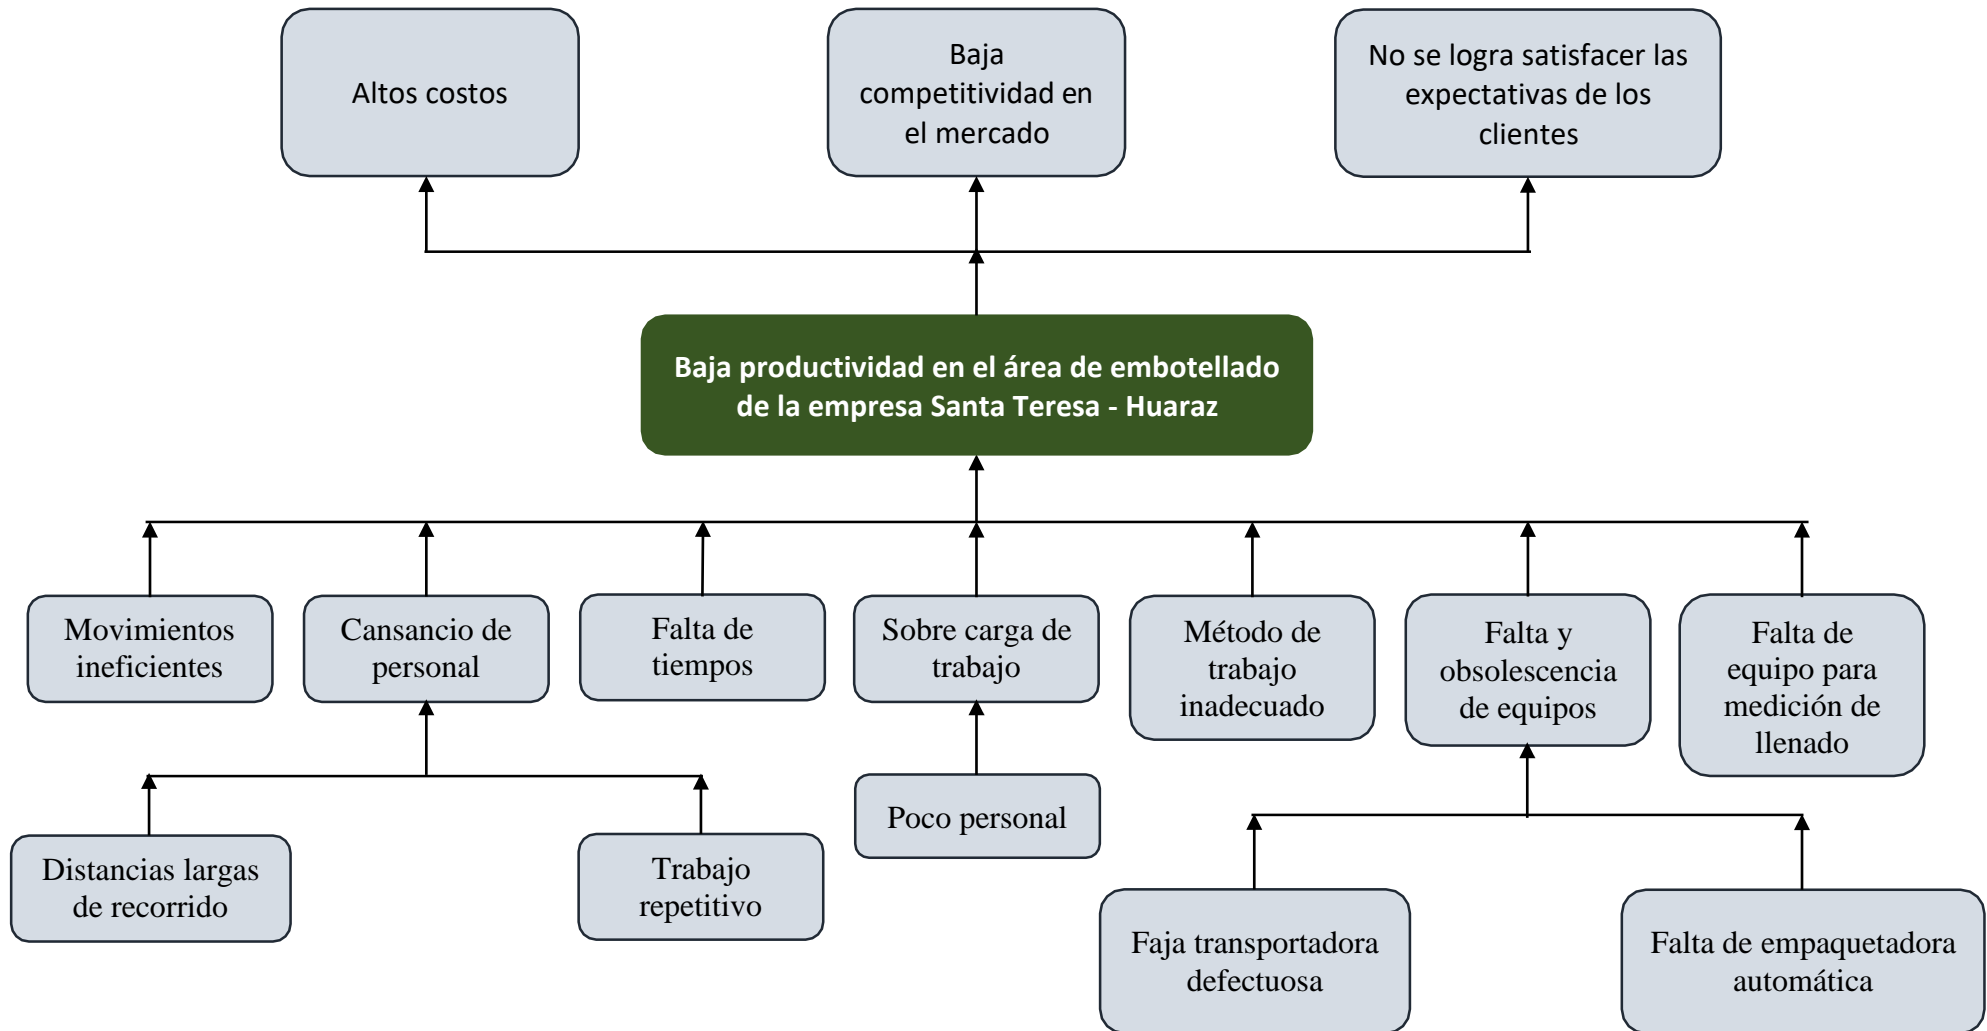 Altos costos
Baja
competitividad en
el mercado
No se logra satisfacer las
expectativas de los
clientes
Baja productividad en el área de embotellado
de la empresa Santa Teresa - Huaraz
Movimientos
ineficientes
Cansancio de
personal
Falta de
tiempos
Sobre carga de
trabajo
Método de
trabajo
inadecuado
Falta y
obsolescencia
de equipos
Falta de
equipo para
medición de
llenado
Distancias largas
de recorrido
Trabajo
repetitivo
Poco personal
Faja transportadora
defectuosa
Falta de empaquetadora
automática